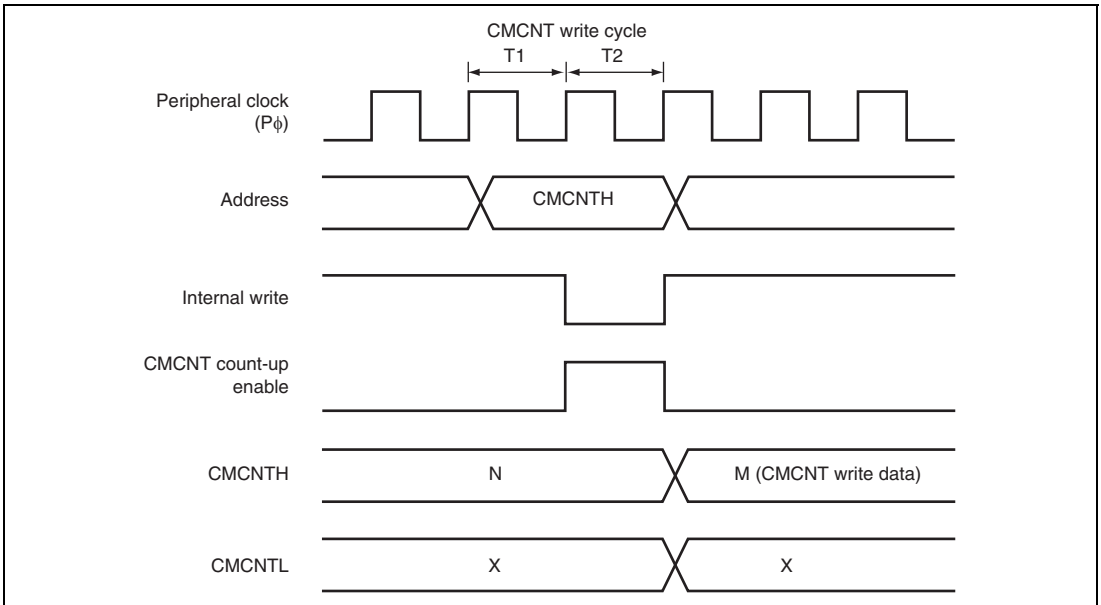 CMCNT write cycle
T1 T2
Peripheral clock
(Pϕ)
Address
CMCNTH
Internal write
CMCNT count-up
enable
CMCNTH
N
M (CMCNT write data)
CMCNTL
X
X